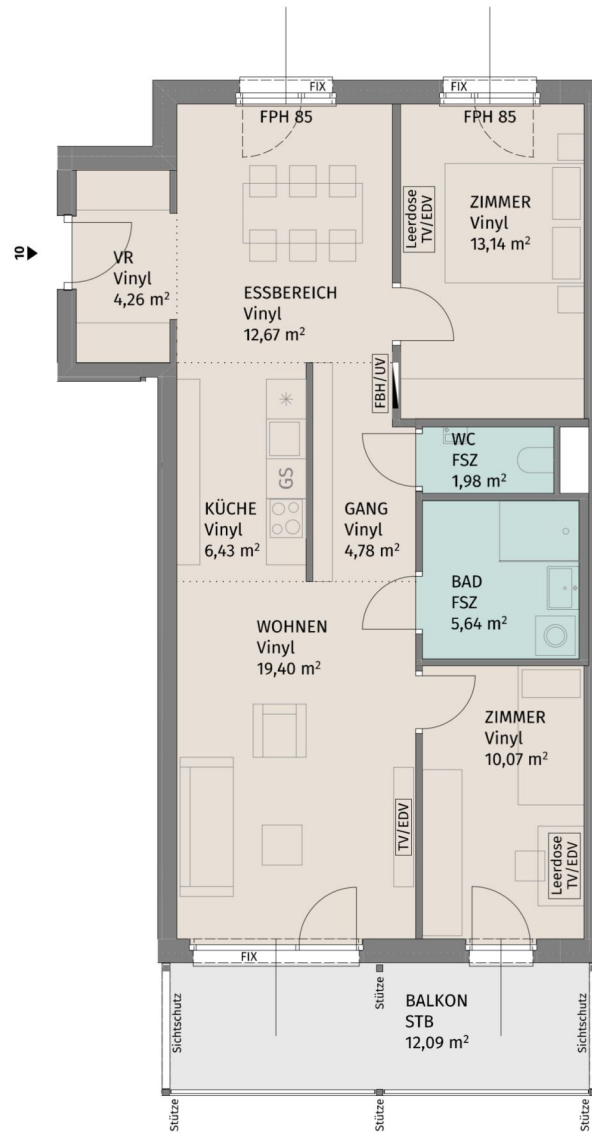 FIX
FIX
FPH 85
FPH 85
Leerdose
TV/EDV
ZIMMER
Vinyl
13,14 m²
10
VR
Vinyl
4,26 m²
ESSBEREICH
Vinyl
12,67 m²
FBH/UV
WC
FSZ
1,98 m²
GS
KÜCHE
Vinyl
6,43 m²
GANG
Vinyl
4,78 m²
BAD
FSZ
5,64 m²
WOHNEN
Vinyl
19,40 m²
ZIMMER
Vinyl
10,07 m²
TV/EDV
Leerdose
TV/EDV
FIX
Sichtschutz
Stütze
BALKON
STB
12,09 m²
Sichtschutz
Stütze
Stütze
Stütze